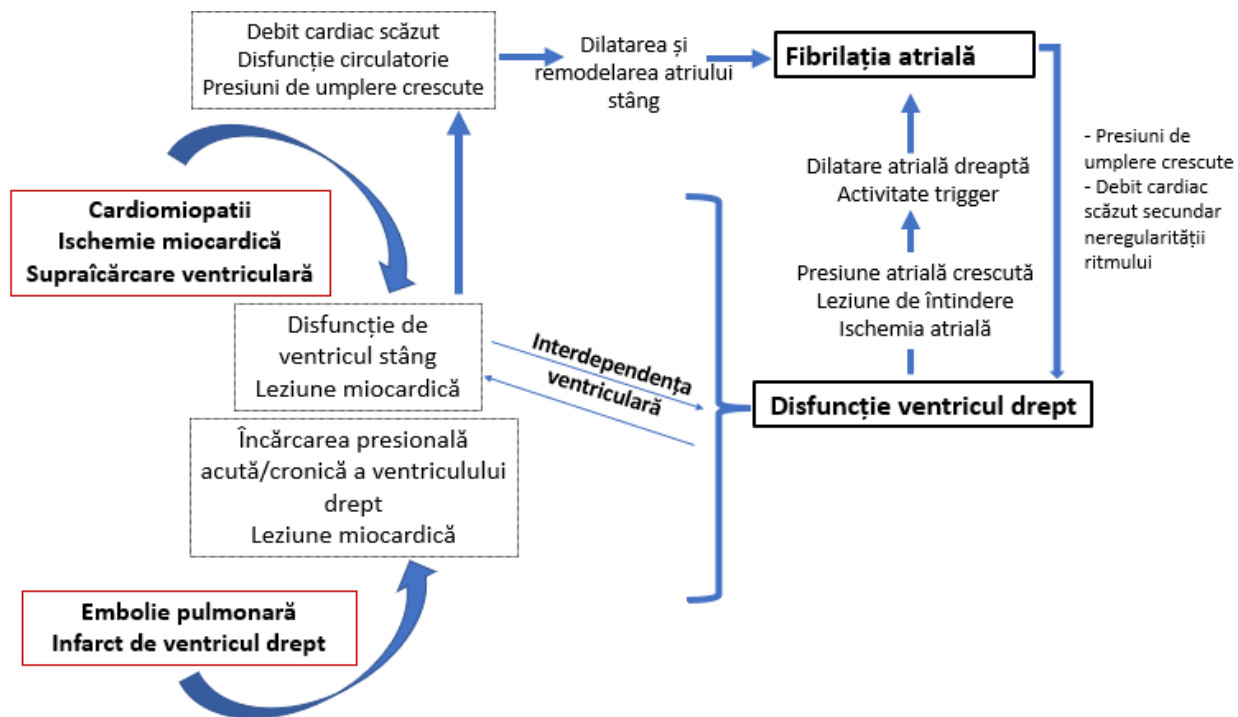 Debit cardiac scăzut
Disfuncție circulatorie
Presiuni de umplere crescute
Dilatarea și
remodelarea atriului
stâng
Fibrilația atrială
- Presiuni de
umplere crescute
- Debit cardiac
scăzut secundar
neregularității
ritmului
Dilatare atrială dreaptă
Activitate trigger
Cardiomiopatii
Ischemie miocardică
Supraîcărcare ventriculară
Presiune atrială crescută
Leziune de întindere
Ischemia atrială
Disfuncție de
ventricul stâng
Leziune miocardică
Interdependența
ventriculară
Disfuncție ventricul drept
Încărcarea presională
acută/cronică a ventriculului
drept
Leziune miocardică
Embolie pulmonară
Infarct de ventricul drept